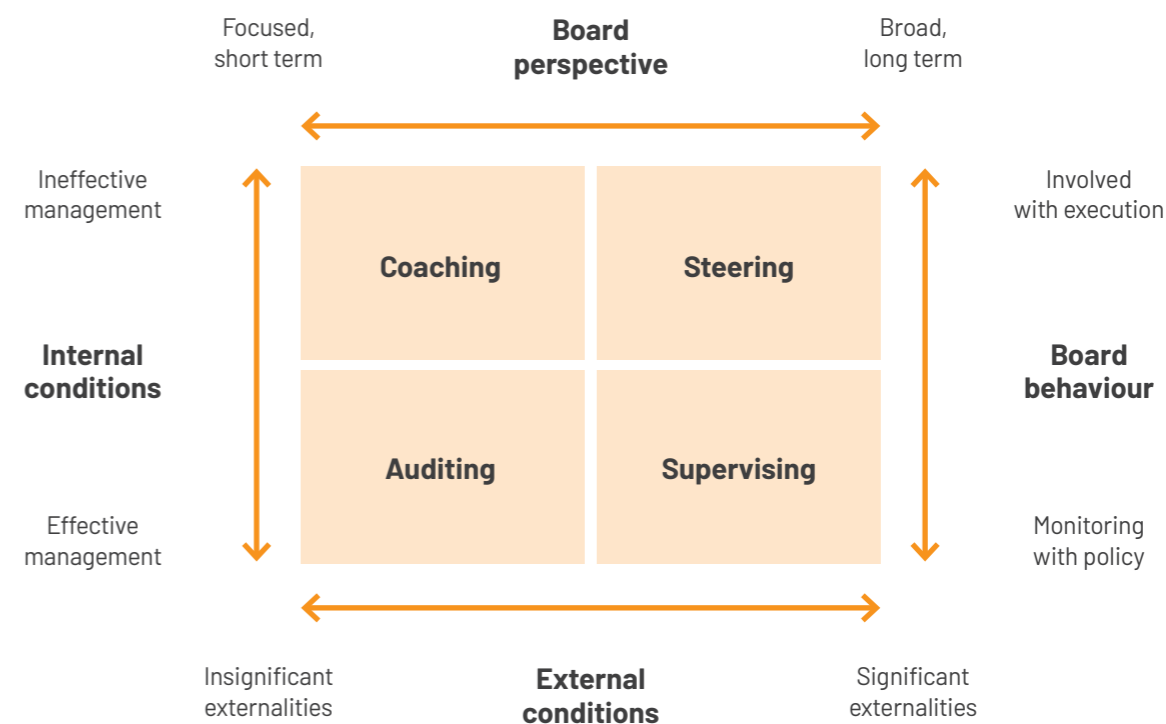 Focused,
short term
Board
perspective
Broad,
long term
Ineffective
management
Involved
with execution
Coaching
Steering
Internal
conditions
Board
behaviour
Auditing
Supervising
Effective
management
Monitoring
with policy
Insignificant
externalities
External
conditions
Significant
externalities